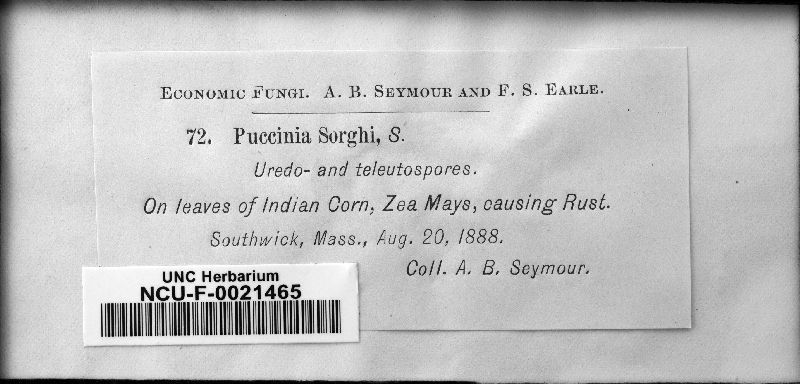 Economic Fungi. A. B. Seymour and F. S. Earle.
72. Puccinia Sorghi, S.
Uredo- and teleutospores.
On leaves of Indian Corn, Zea Mays, causing Rust.
Southwick, Mass., Aug. 20, 1888.
Coll. A. B. Seymour.
UNC Herbarium
NCU-F-0021465